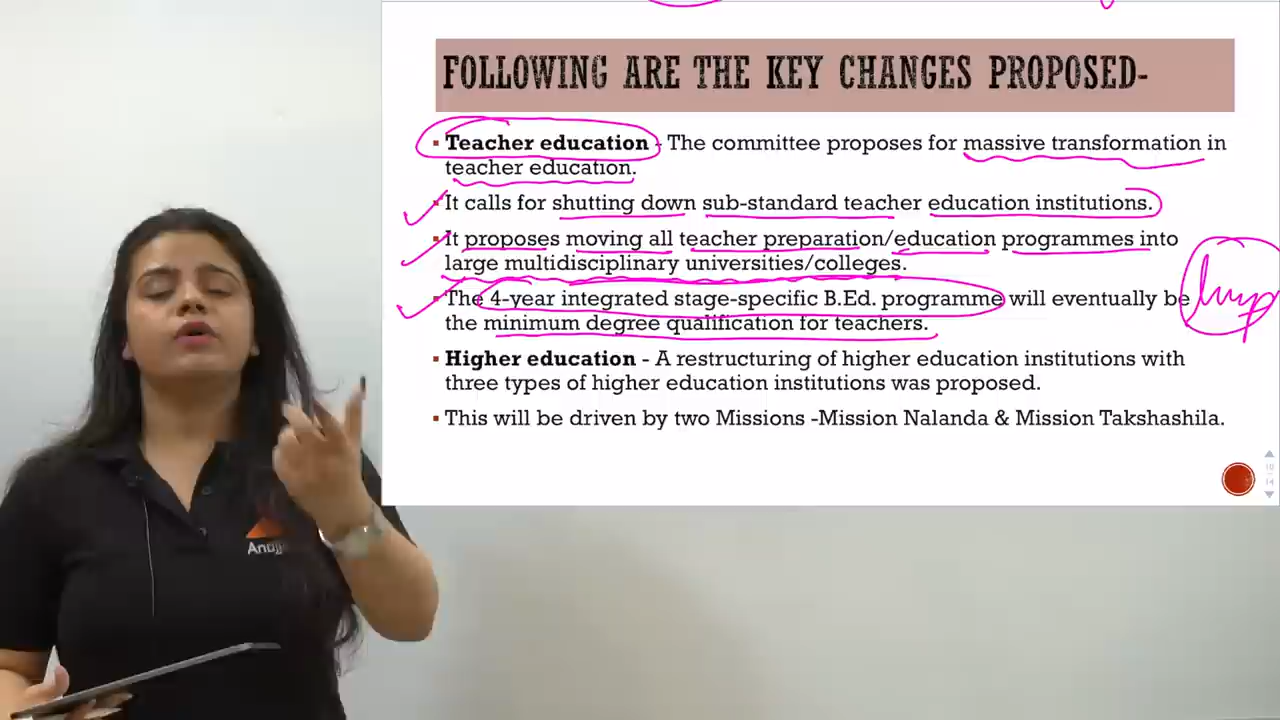 FOLLOWING ARE THE KEY CHANGES PROPOSED-
▪ Teacher education - The committee proposes for massive transformation in
teacher education.
▪ It calls for shutting down sub-standard teacher education institutions.
▪ It proposes moving all teacher preparation/education programmes into
large multidisciplinary universities/colleges.
▪ The 4-year integrated stage-specific B.Ed. programme will eventually be
the minimum degree qualification for teachers.
Imp
▪ Higher education - A restructuring of higher education institutions with
three types of higher education institutions was proposed.
▪ This will be driven by two Missions -Mission Nalanda & Mission Takshashila.
10
14